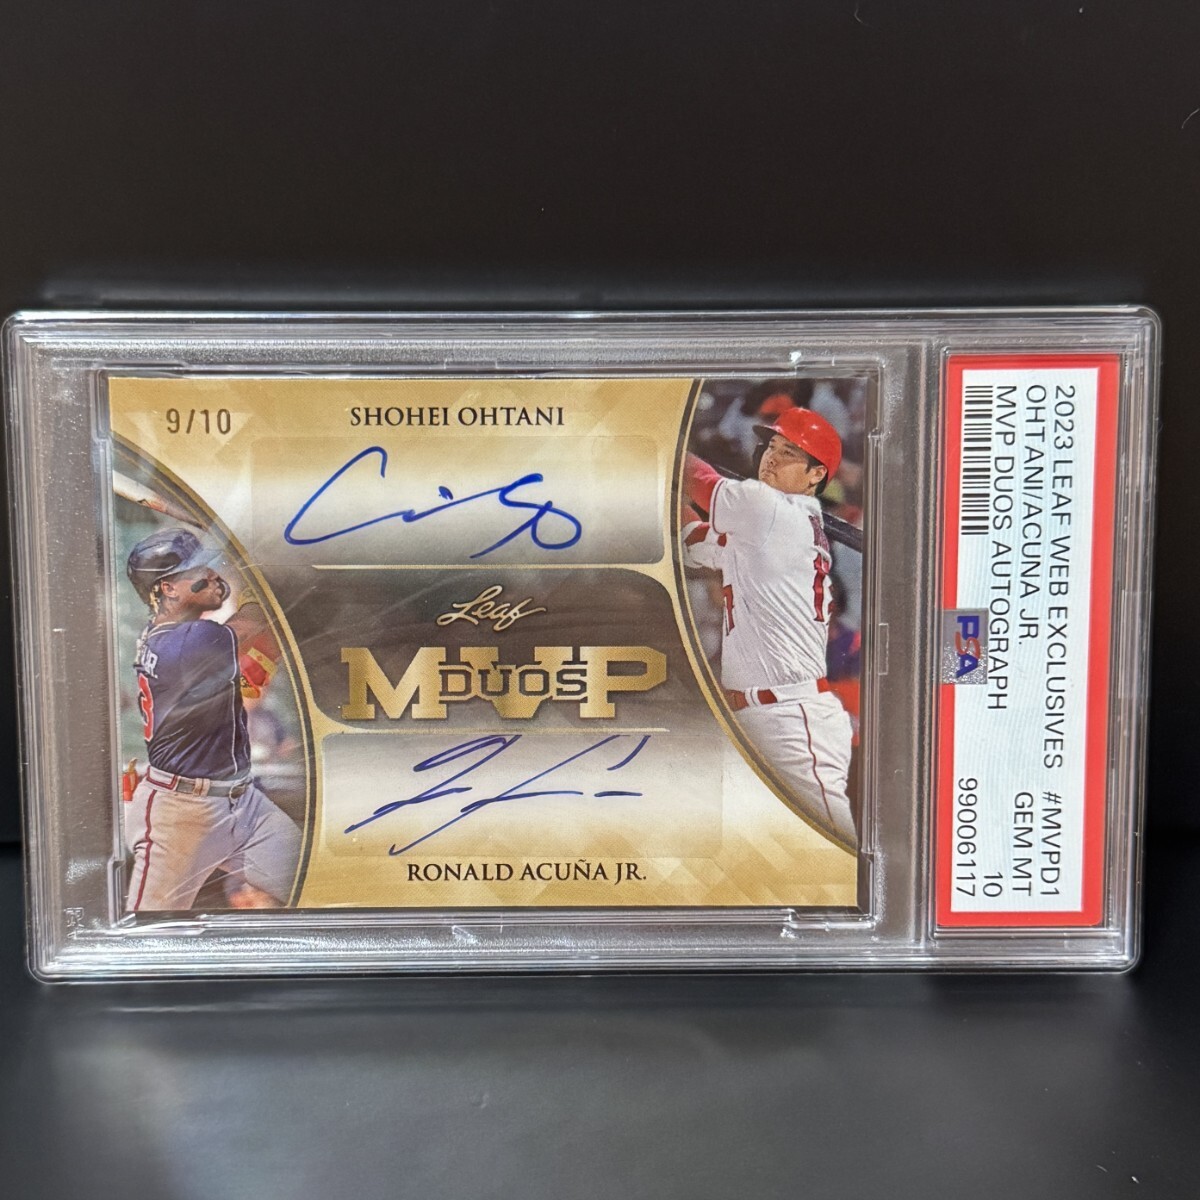 9/10
SHOHEI OHTANI
Leaf
MVP
DUOS
RONALD ACUÑA JR.
2023 LEAF WEB EXCLUSIVES #MVPD1
OHTANI/ACUNA JR. GEM MT
MVP DUOS AUTOGRAPH 10
PSA 99006117